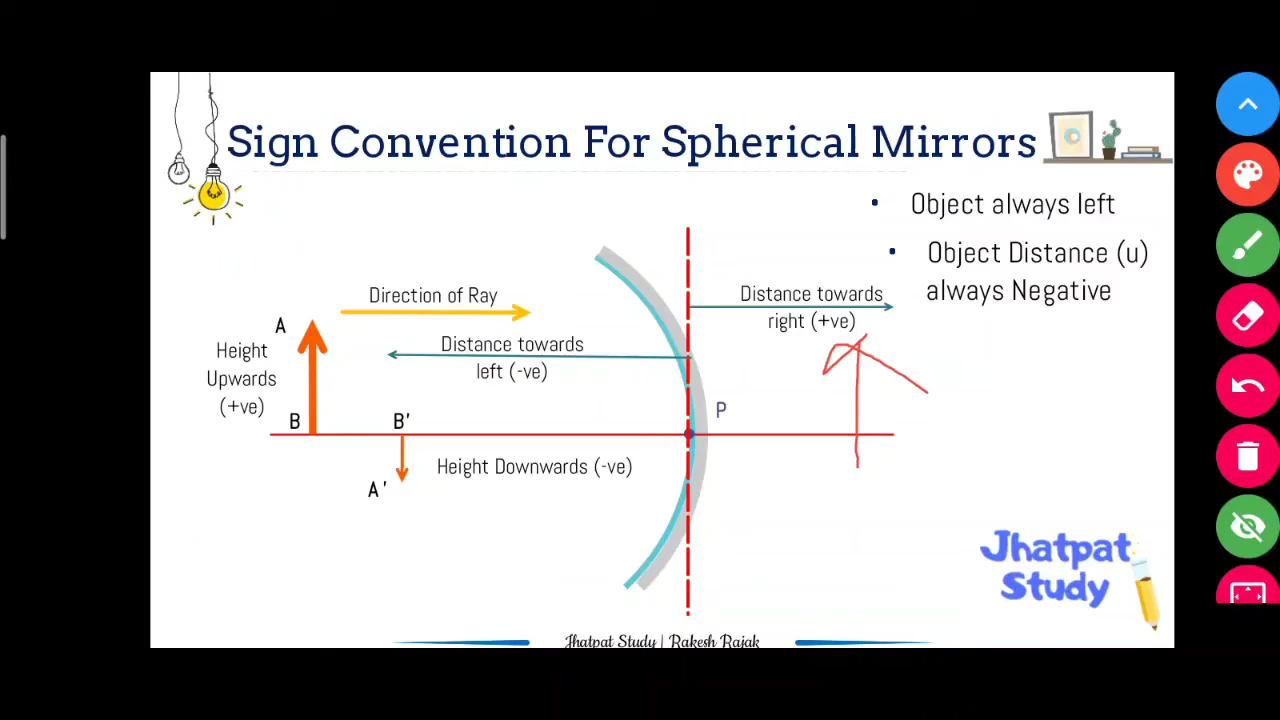 Sign Convention For Spherical Mirrors
• Object always left
• Object Distance (u)
always Negative
Direction of Ray
Distance towards
right (+ve)
A
Height
Upwards
(+ve)
Distance towards
left (-ve)
B
B'
P
Height Downwards (-ve)
A'
Jhatpat
Study
Jhatpat Study | Rakesh Rajak